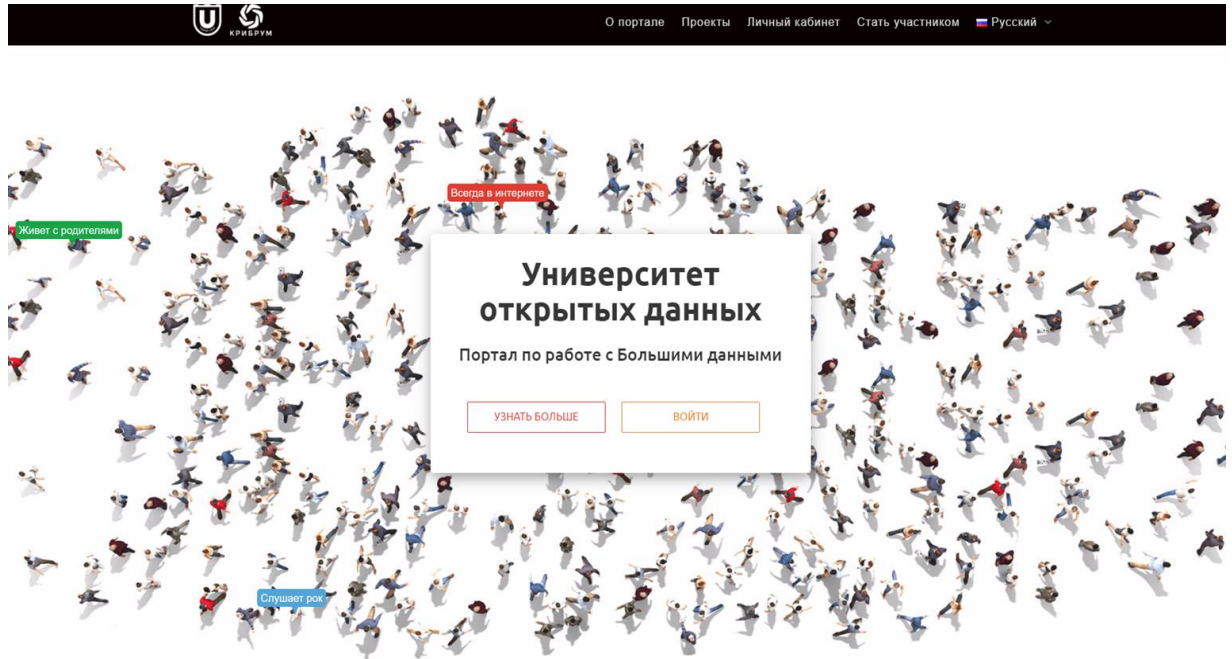 U
КРИБРУМ
О портале Проекты Личный кабинет Стать участником Русский
Всегда в интернете
Живет с родителями
Университет
открытых данных
Портал по работе с Большими данными
УЗНАТЬ БОЛЬШЕ ВОЙТИ
Слушает рок